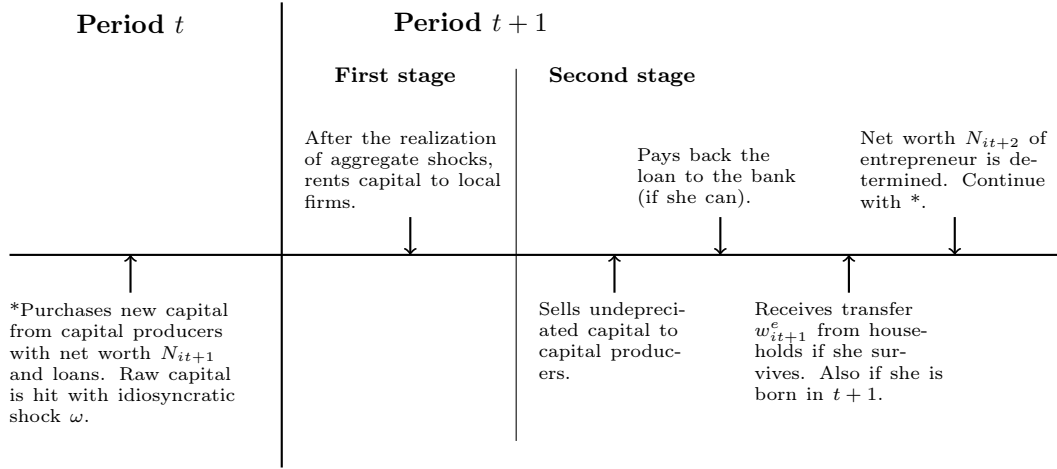 Period t
Period t + 1
First stage
Second stage
After the realization
of aggregate shocks,
rents capital to local
firms.
Pays back the
loan to the bank
(if she can).
Net worth N_{it+2} of
entrepreneur is de-
termined. Continue
with *.
*Purchases new capital
from capital producers
with net worth N_{it+1}
and loans. Raw capital
is hit with idiosyncratic
shock ω.
Sells undepreci-
ated capital to
capital produc-
ers.
Receives transfer
w^e_{it+1} from house-
holds if she sur-
vives. Also if she is
born in t + 1.